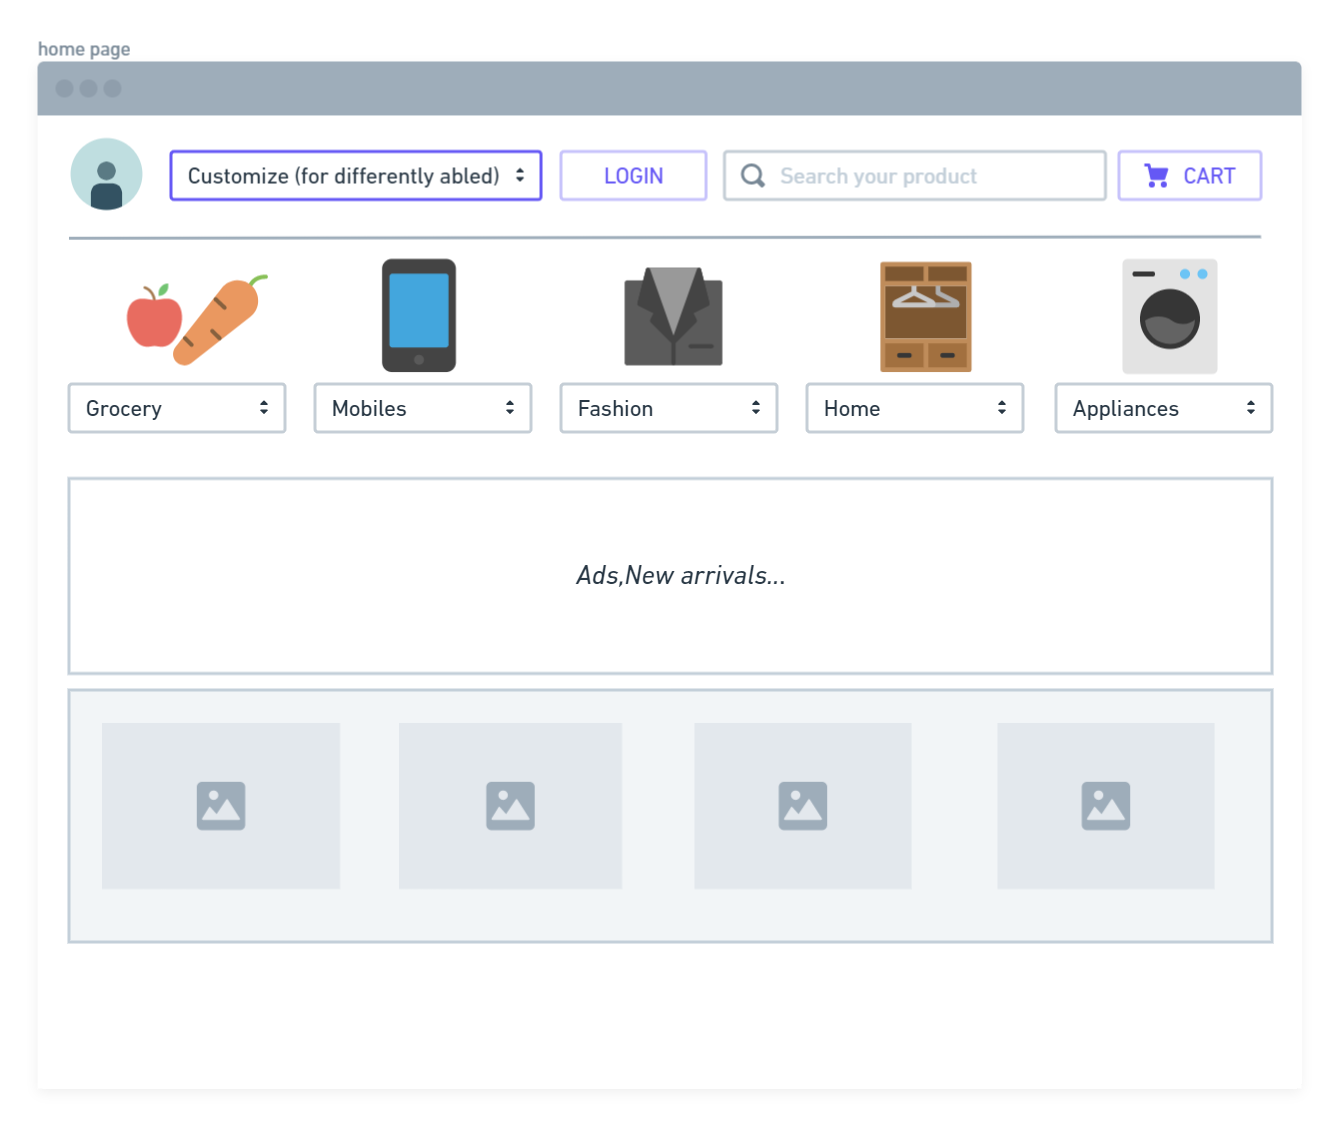 home page
Customize (for differently abled)
LOGIN
Search your product
CART
Grocery
Mobiles
Fashion
Home
Appliances
Ads,New arrivals...